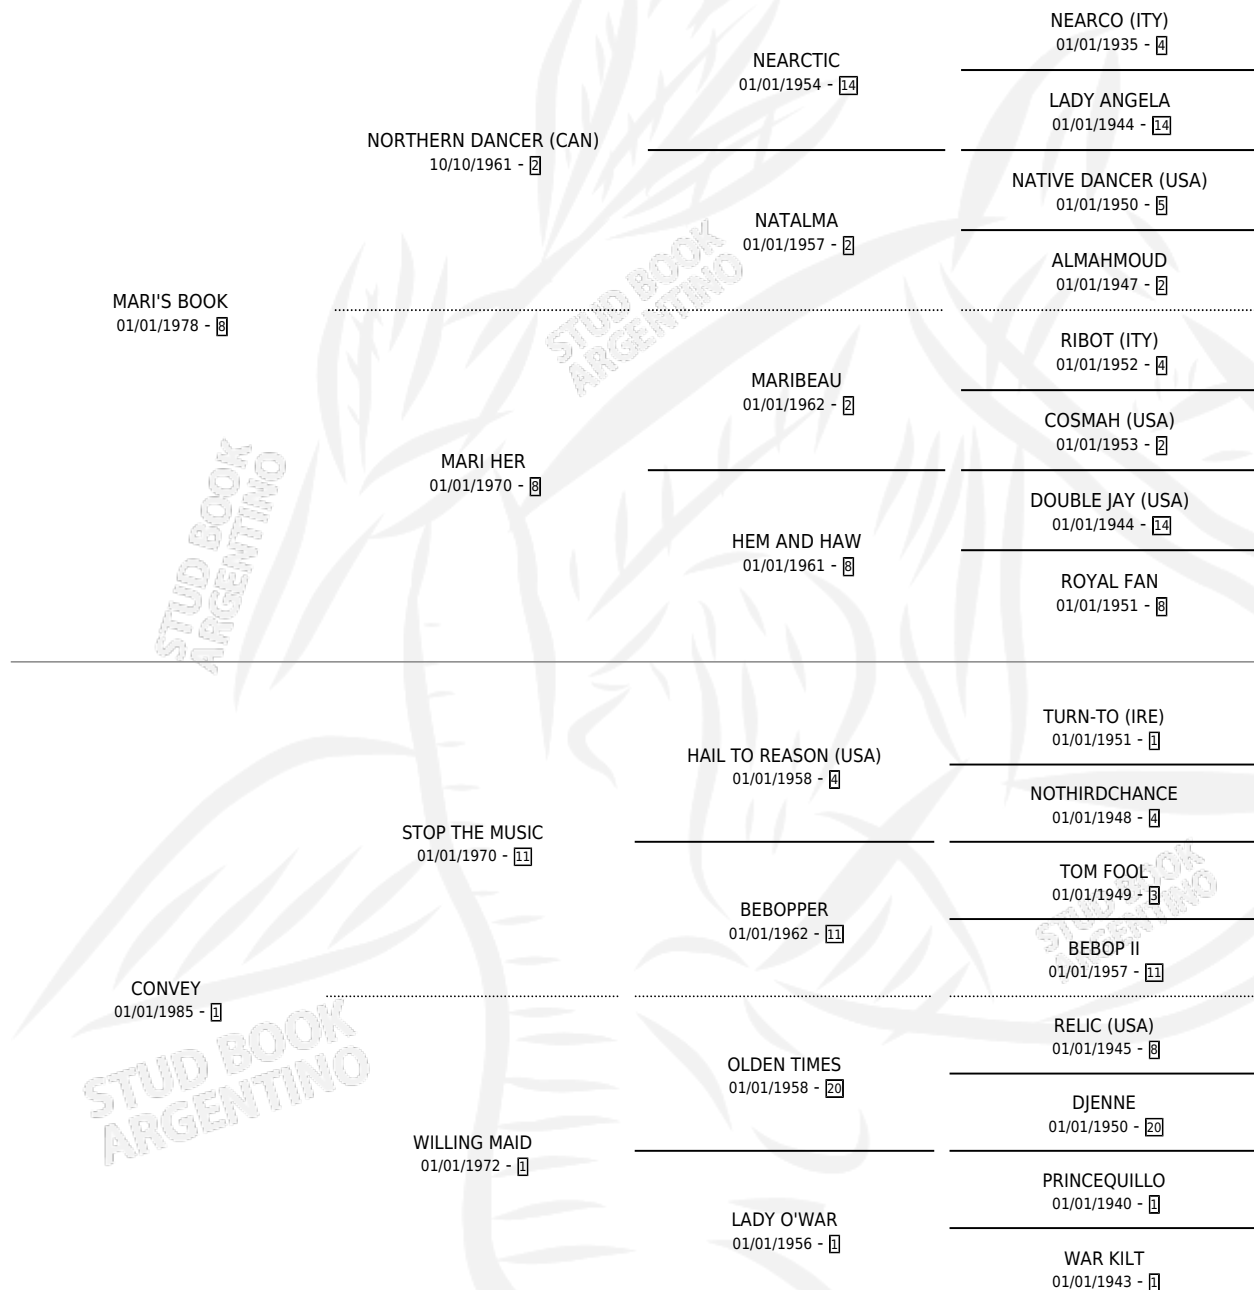 MARI'S BOOK
01/01/1978 - 8
NORTHERN DANCER (CAN)
10/10/1961 - 2
MARI HER
01/01/1970 - 8
NEARCTIC
01/01/1954 - 14
NATALMA
01/01/1957 - 2
MARIBEAU
01/01/1962 - 2
HEM AND HAW
01/01/1961 - 8
NEARCO (ITY)
01/01/1935 - 4
LADY ANGELA
01/01/1944 - 14
NATIVE DANCER (USA)
01/01/1950 - 5
ALMAHMOUD
01/01/1947 - 2
RIBOT (ITY)
01/01/1952 - 4
COSMAH (USA)
01/01/1953 - 2
DOUBLE JAY (USA)
01/01/1944 - 14
ROYAL FAN
01/01/1951 - 8
STUD BOOK
ARGENTINO
STUD BOOK
ARGENTINO
CONVEY
01/01/1985 - 1
STOP THE MUSIC
01/01/1970 - 11
WILLING MAID
01/01/1972 - 1
HAIL TO REASON (USA)
01/01/1958 - 4
BEBOPPER
01/01/1962 - 11
OLDEN TIMES
01/01/1958 - 20
LADY O'WAR
01/01/1956 - 1
TURN-TO (IRE)
01/01/1951 - 1
NOTHIRDCHANCE
01/01/1948 - 4
TOM FOOL
01/01/1949 - 3
BEBOP II
01/01/1957 - 11
RELIC (USA)
01/01/1945 - 8
DJENNE
01/01/1950 - 20
PRINCEQUILLO
01/01/1940 - 1
WAR KILT
01/01/1943 - 1
STUD BOOK
ARGENTINO
STUD BOOK
ARGENTINO